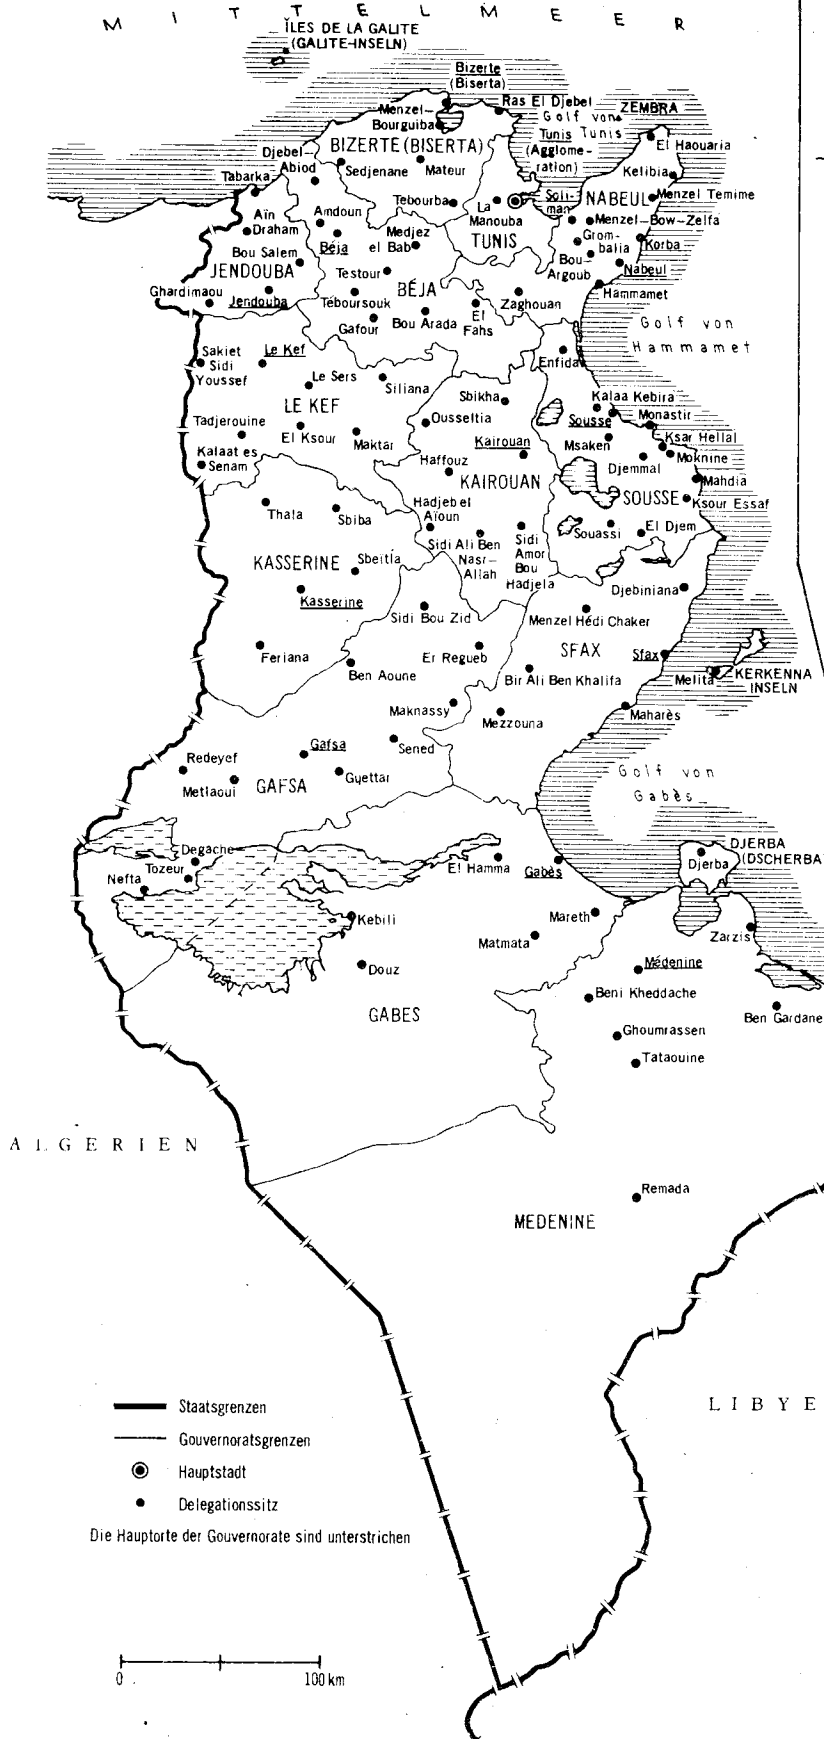 MITTELMEER
ÎLES DE LA GALITE
(GALITE-INSELN)
Bizerte
(Biserta)
Ras El Djebel
ZEMBRA
Menzel-
Bourguiba
Golf von
Tunis
Tunis
(Agglome-
ration)
El Haouaria
BIZERTE (BISERTA)
Djebel-
Abiod
Sedjenane
Mateur
Kelibia
Tabarka
Tebourba
La
Manouba
Soli-
man
NABEUL
Menzel Temime
Aïn
Draham
Amdoun
Béja
Medjez
el Bab
TUNIS
Menzel-Bow-Zelfa
Grom-
balia
Korba
Bou Salem
JENDOUBA
Testour
BÉJA
Bou-
Argoub
Nabeul
Ghardimaou
Jendouba
Téboursouk
Zaghouan
Hammamet
Gafour
Bou Arada
El
Fahs
Golf von
Hammamet
Sakiet
Sidi
Youssef
Le Kef
Enfida
Le Sers
Siliana
LE KEF
Sbikha
Kalaa Kebira
Ousseltia
Sousse
Monastir
Tadjerouine
El Ksour
Maktar
Kairouan
Msaken
Ksar Hellal
Kalaat es
Senam
Haffouz
Djemmal
Moknine
KAIROUAN
Mahdia
SOUSSE
Ksour Essaf
Thala
Sbiba
Hadjeb el
Aïoun
Sidi Ali Ben
Nasr-
Allah
Sidi
Amor
Bou
Hadjela
Souassi
El Djem
KASSERINE
Sbeitla
Kasserine
Djebiniana
Sidi Bou Zid
Menzel Hédi Chaker
SFAX
Sfax
Feriana
Er Regueb
Ben Aoune
Bir Ali Ben Khalifa
Melita
KERKENNA
INSELN
Maknassy
Mezzouna
Maharès
Gafsa
Sened
Redeyef
Metlaoui
GAFSA
Guettar
Golf von
Gabès
Degache
Tozeur
Nefta
El Hamma
Gabès
DJERBA
(DSCHERBA
Djerba
Kebili
Mareth
Matmata
Zarzis
Médenine
Douz
Beni Kheddache
GABES
Ben Gardane
Ghoumrassen
Tataouine
ALGERIEN
Remada
MEDENINE
LIBYE
Staatsgrenzen
Gouvernoratsgrenzen
Hauptstadt
Delegationssitz
Die Hauptorte der Gouvernorate sind unterstrichen
0 100 km